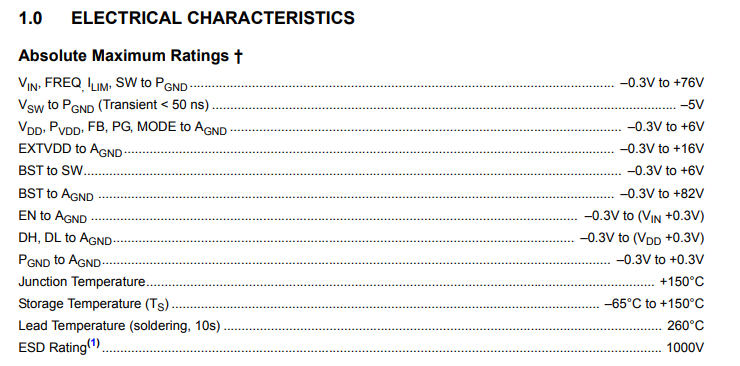 1.0 ELECTRICAL CHARACTERISTICS
Absolute Maximum Ratings †
VIN, FREQ, ILIM, SW to PGND ........ –0.3V to +76V
VSW to PGND (Transient < 50 ns) ........ –5V
VDD, PVDD, FB, PG, MODE to AGND ........ –0.3V to +6V
EXTVDD to AGND ........ –0.3V to +16V
BST to SW ........ –0.3V to +6V
BST to AGND ........ –0.3V to +82V
EN to AGND ........ –0.3V to (VIN +0.3V)
DH, DL to AGND ........ –0.3V to (VDD +0.3V)
PGND to AGND ........ –0.3V to +0.3V
Junction Temperature ........ +150°C
Storage Temperature (TS) ........ –65°C to +150°C
Lead Temperature (soldering, 10s) ........ 260°C
ESD Rating(1) ........ 1000V